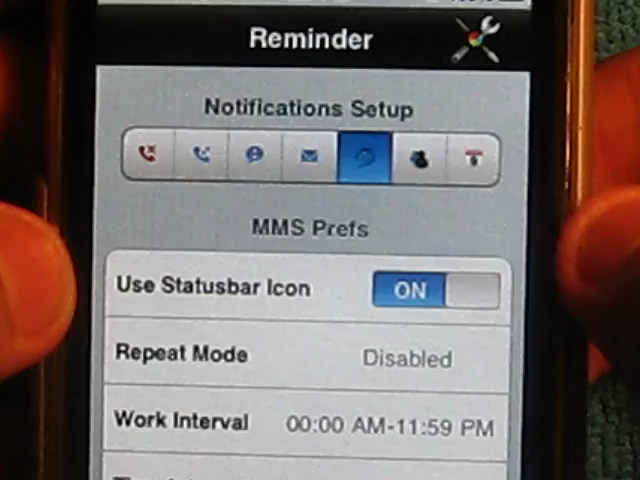 Reminder
Notifications Setup
MMS Prefs
Use Statusbar Icon ON
Repeat Mode Disabled
Work Interval 00:00 AM-11:59 PM